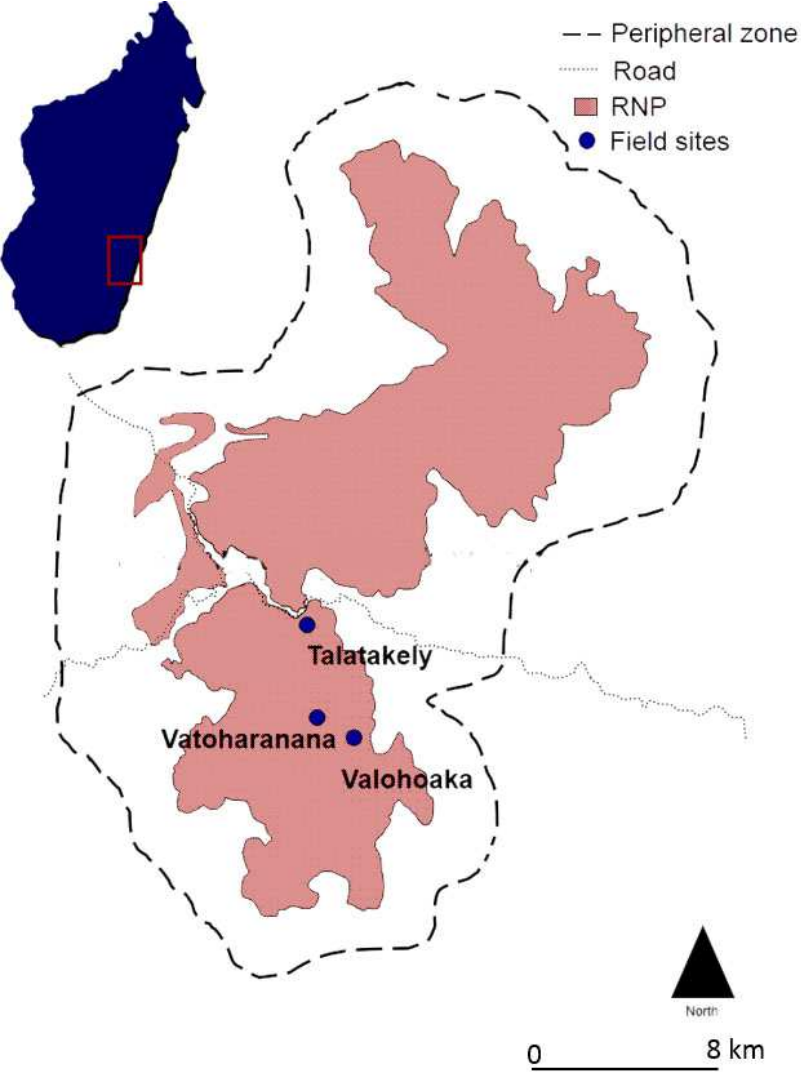 Peripheral zone
Road
RNP
Field sites
Talatakely
Vatoharanana
Valohoaka
North
0 8 km